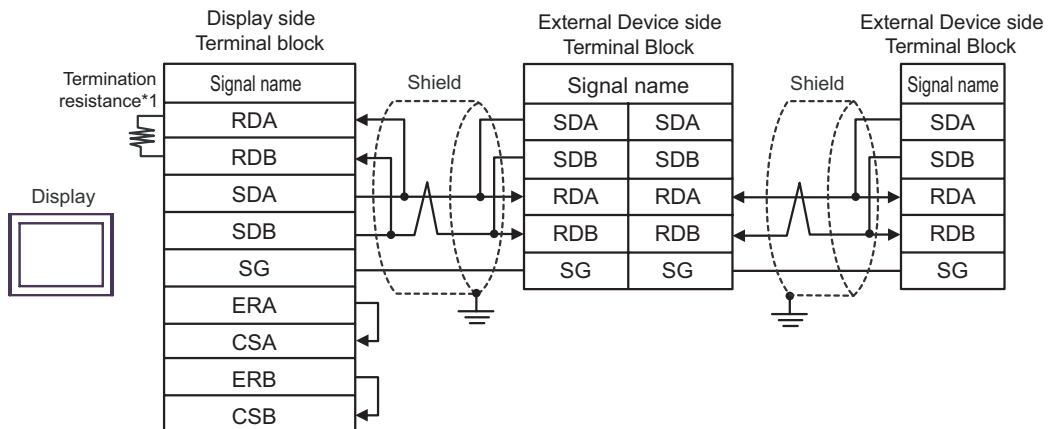 Display side
Terminal block
External Device side
Terminal Block
External Device side
Terminal Block
Termination
resistance*1
Signal name
RDA
RDB
SDA
SDB
SG
ERA
CSA
ERB
CSB
Display
Shield
Signal name
SDA SDA
SDB SDB
RDA RDA
RDB RDB
SG SG
Shield
Signal name
SDA
SDB
RDA
RDB
SG